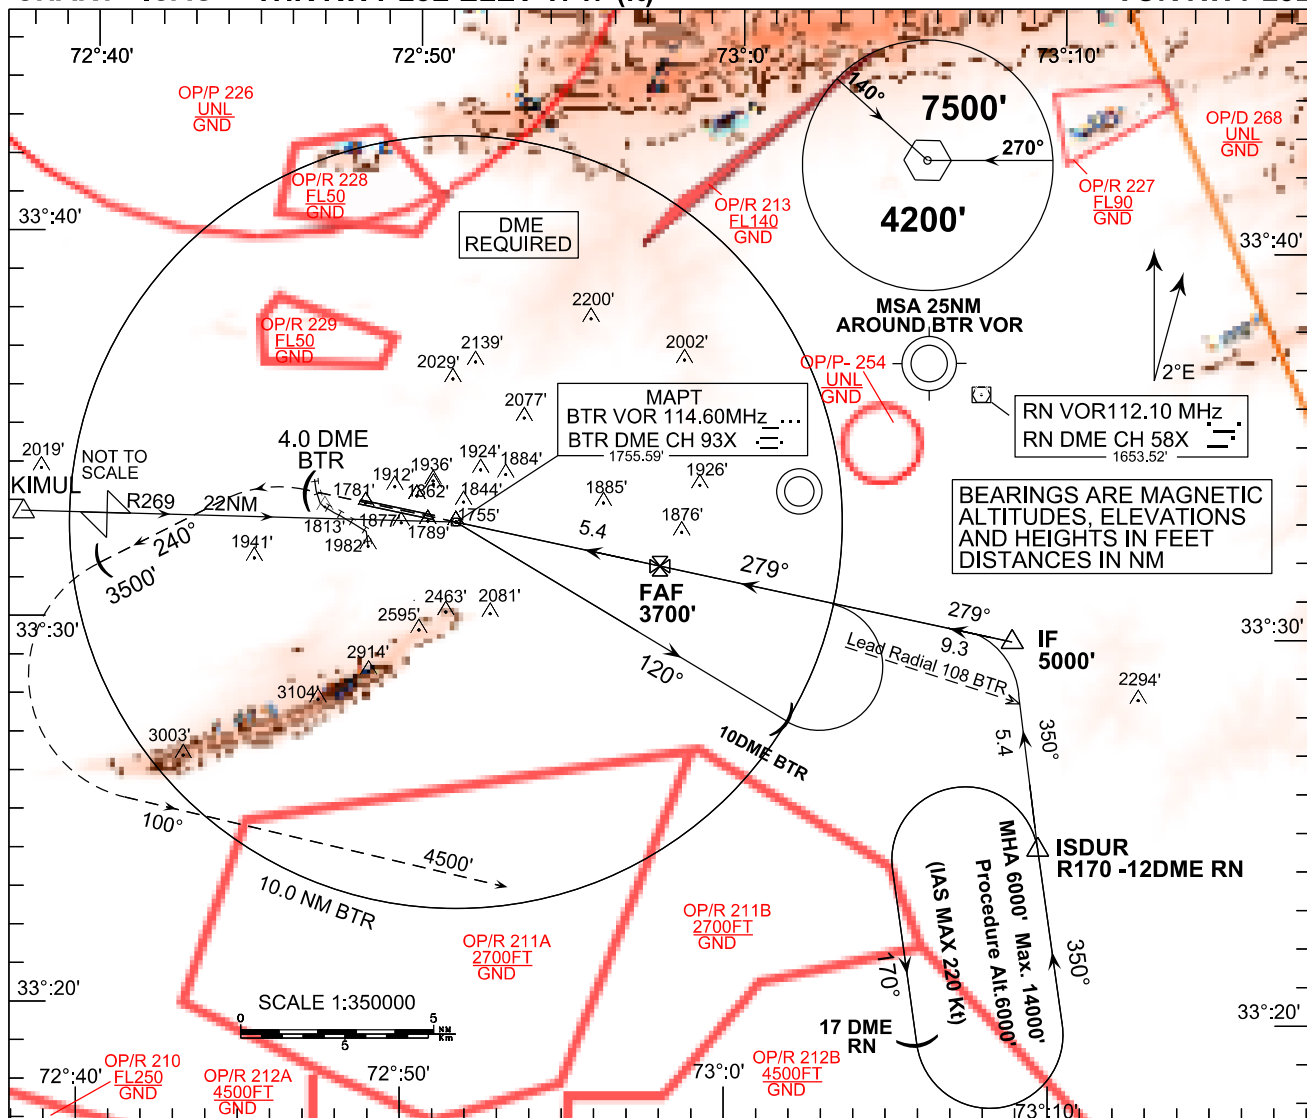 72°:40'
72°:50'
73°:0'
73°:10'
OP/P 226
UNL
GND
140°
7500'
270°
4200'
OP/D 268
UNL
GND
OP/R 228
FL50
GND
OP/R 213
FL140
GND
OP/R 227
FL90
GND
33°:40'
DME
REQUIRED
33°:40'
MSA 25NM
AROUND BTR VOR
2°E
2200'
OP/R 229
FL50
GND
2139'
2029'
2002'
OP/P- 254
UNL
GND
2077'
MAPT
BTR VOR 114.60MHz
BTR DME CH 93X
1755.59'
RN VOR112.10 MHz
RN DME CH 58X
1653.52'
2019'
NOT TO
SCALE
4.0 DME
BTR
1912'
1936'
1924'
1884'
1926'
KIMUL
R269
22NM
1781'
1862'
1844'
1885'
1813'
1877'
1789'
1755'
1876'
1982'
1941'
240°
3500'
5.4
279°
FAF
3700'
BEARINGS ARE MAGNETIC
ALTITUDES, ELEVATIONS
AND HEIGHTS IN FEET
DISTANCES IN NM
33°:30'
2595'
2463'
2081'
279°
9.3
IF
5000'
33°:30'
Lead Radial 108 BTR
2914'
3104'
3003'
120°
2294'
10DME BTR
350°
5.4
100°
4500'
10.0 NM BTR
ISDUR
R170 -12DME RN
MHA 6000' Max. 14000'
Procedure Alt.6000'
(IAS MAX 220 Kt)
170°
350°
OP/R 211A
2700FT
GND
OP/R 211B
2700FT
GND
33°:20'
SCALE 1:350000
0
5
NM
Km
5
17 DME
RN
33°:20'
OP/R 210
FL250
GND
OP/R 212A
4500FT
GND
OP/R 212B
4500FT
GND
72°:40'
72°:50'
73°:0'
73°:10'